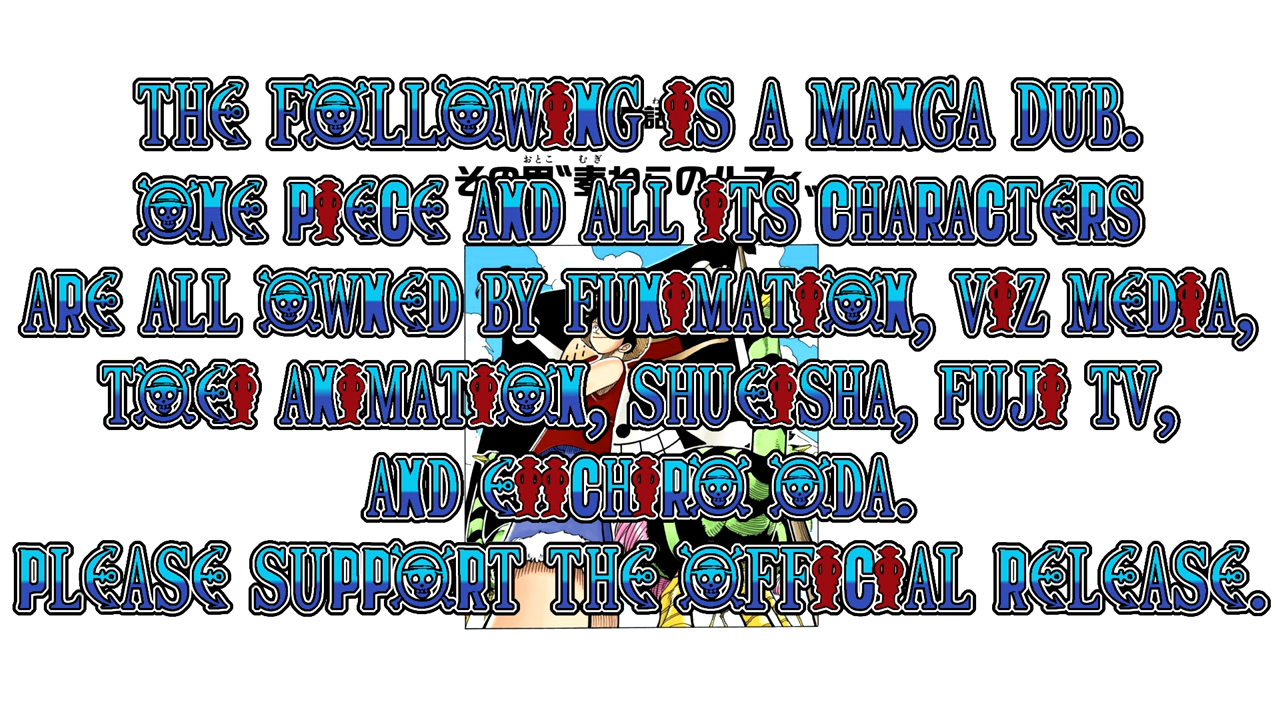 THE FOLLOWING IS A MANGA DUB.
ONE PIECE AND ALL ITS CHARACTERS
ARE ALL OWNED BY FUNIMATION, VIZ MEDIA,
TOEI ANIMATION, SHUEISHA, FUJI TV,
AND EIICHIRO ODA.
PLEASE SUPPORT THE OFFICIAL RELEASE.